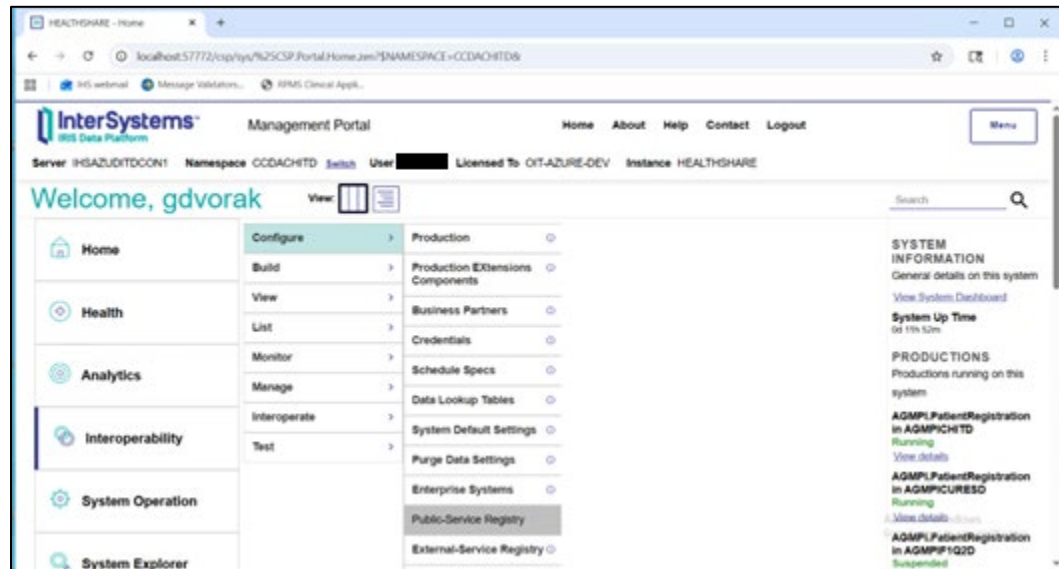 HEALTHSHARE - Home
localhost:57772/csp/sys/%25CSP.Portal.Home.zen?$NAMESPACE=CCDACHITD&
IHS webmail Message Validators... RPMS Clinical Appli...
InterSystems™
IRIS Data Platform
Management Portal
Home About Help Contact Logout
Menu
Server IHSAZUDITDCON1 Namespace CCDACHITD Switch User Licensed To OIT-AZURE-DEV Instance HEALTHSHARE
Welcome, gdvorak
View:
Search
Home
Health
Analytics
Interoperability
System Operation
System Explorer
Configure
Build
View
List
Monitor
Manage
Interoperate
Test
Production
Production EXtensions
Components
Business Partners
Credentials
Schedule Specs
Data Lookup Tables
System Default Settings
Purge Data Settings
Enterprise Systems
Public-Service Registry
External-Service Registry
SYSTEM
INFORMATION
General details on this system
View System Dashboard
System Up Time
0d 11h 52m
PRODUCTIONS
Productions running on this
system
AGMPI.PatientRegistration
in AGMPICHITD
Running
View details
AGMPI.PatientRegistration
in AGMPICURESD
Running
View details
AGMPI.PatientRegistration
in AGMPIF1Q2D
Suspended